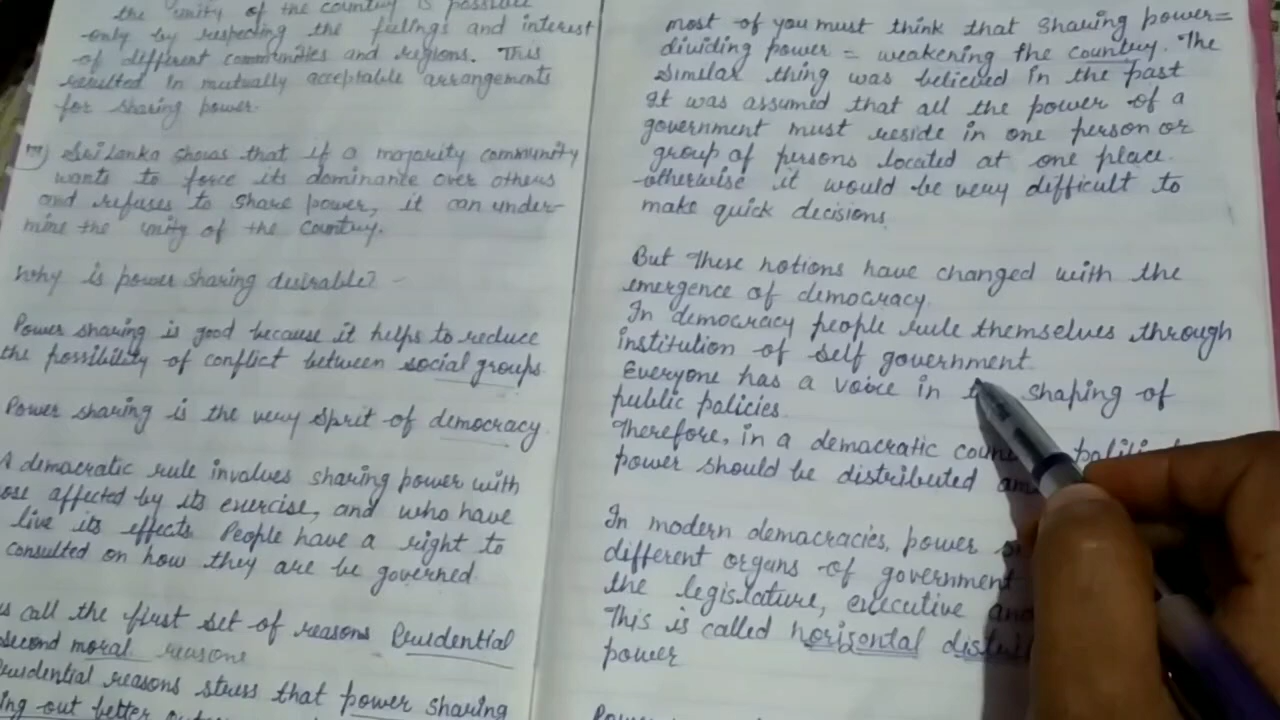 the unity of the country is possible
only by respecting the feelings and interest
of different communities and regions. This
resulted in mutually acceptable arrangements
for sharing power.
Sri Lanka shows that if a majority community
wants to force its dominance over others
and refuses to share power, it can under-
mine the unity of the country.
Why is power sharing desirable? -
Power sharing is good because it helps to reduce
the possibility of conflict between social groups.
Power sharing is the very sprit of democracy
A democratic rule involves sharing power with
ose affected by its exercise, and who have
live its effects. People have a right to
consulted on how they are be governed.
s call the first set of reasons Prudential
second moral reasons
Prudential reasons stress that power sharing
ing out better
most of you must think that sharing power=
dividing power = weakening the country. The
similar thing was believed in the past
It was assumed that all the power of a
government must reside in one person or
group of persons located at one place.
otherwise it would be very difficult to
make quick decisions
But These notions have changed with the
emergence of democracy.
In democracy people rule themselves through
institution of self government.
Everyone has a voice in shaping of
public policies.
Therefore, in a democratic coun
power should be distributed am
In modern democracies, power
different organs of government
the legislature, executive and
This is called horizontal dist
power